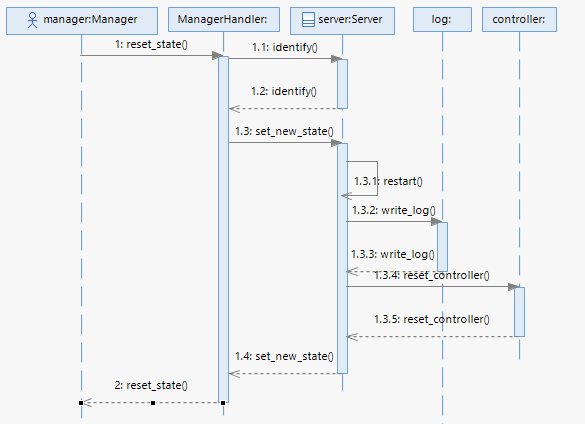 manager:Manager
ManagerHandler:
server:Server
log:
controller:
1: reset_state()
1.1: identify()
1.2: identify()
1.3: set_new_state()
1.3.1: restart()
1.3.2: write_log()
1.3.3: write_log()
1.3.4: reset_controller()
1.3.5: reset_controller()
1.4: set_new_state()
2: reset_state()